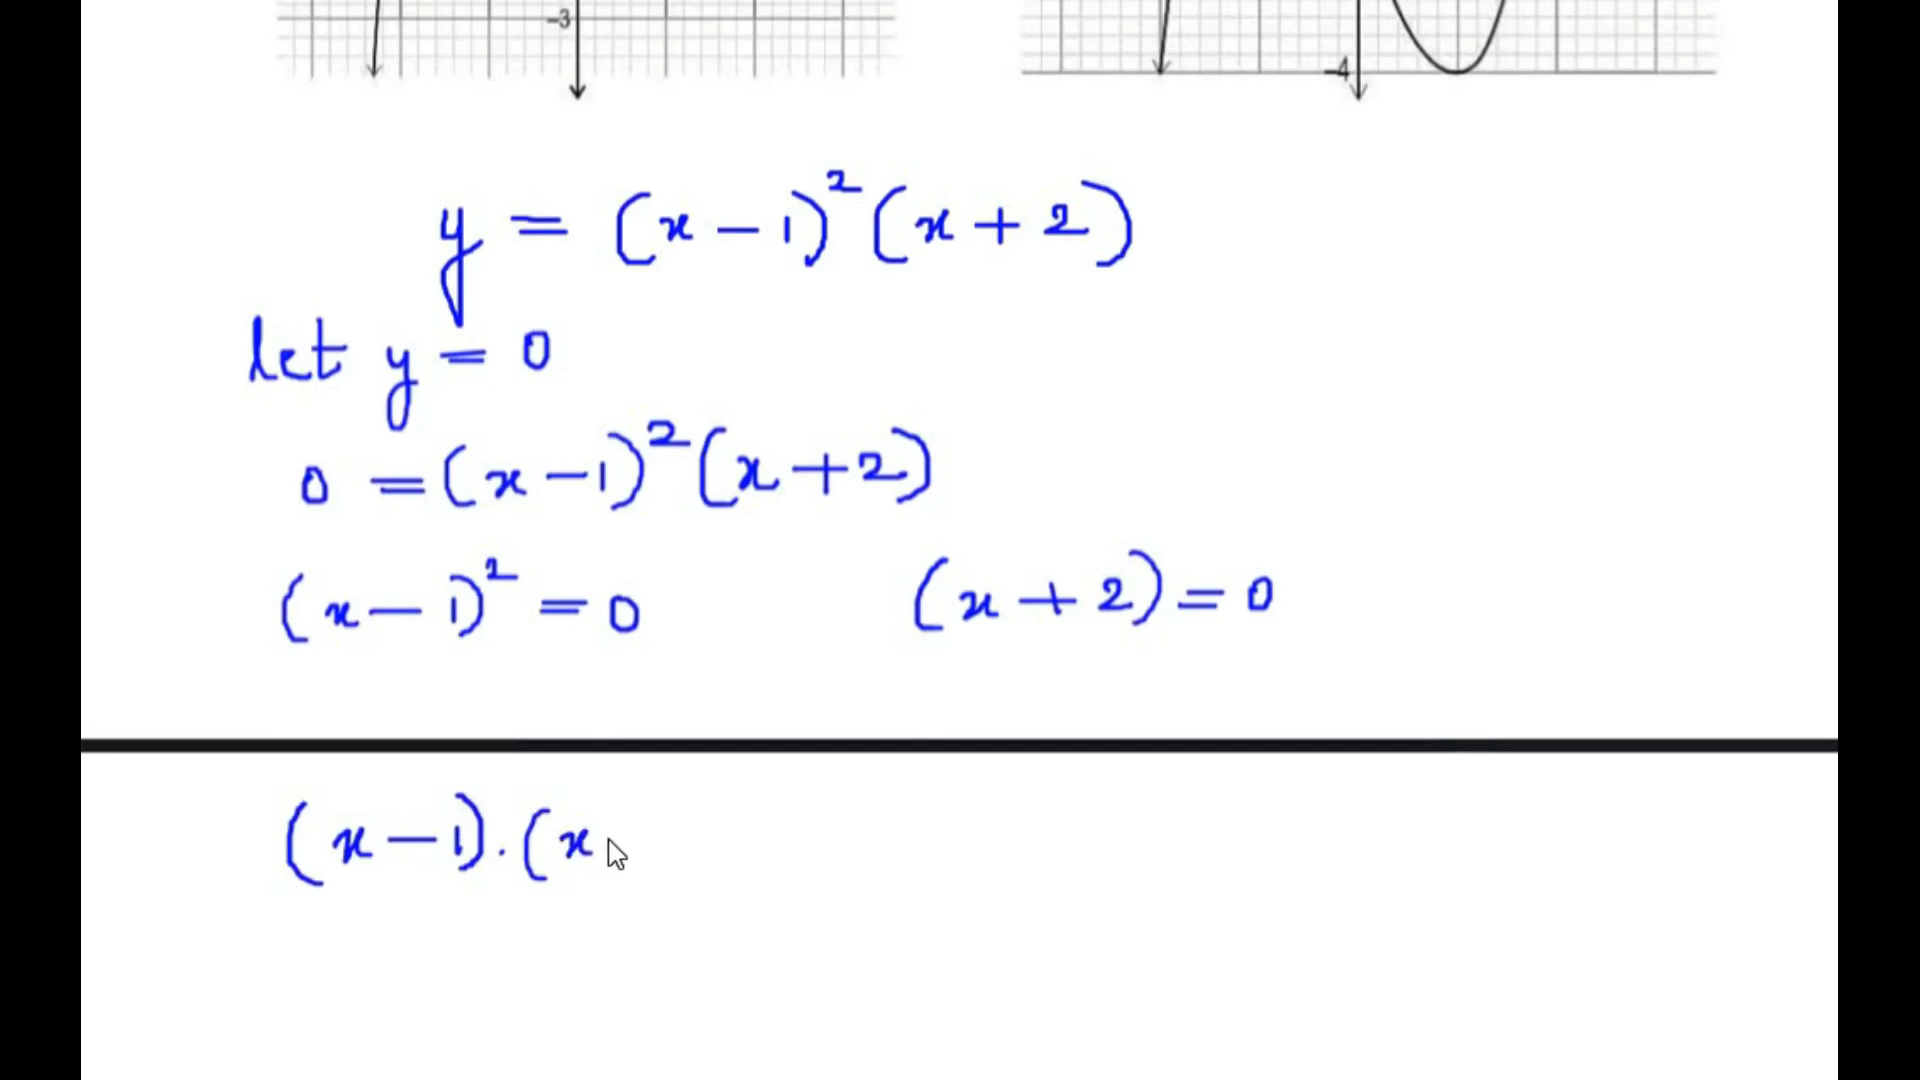 -3
-4
y = (x - 1)² (x + 2)
let y = 0
0 = (x - 1)² (x + 2)
(x - 1)² = 0 (x + 2) = 0
(x - 1) . (x